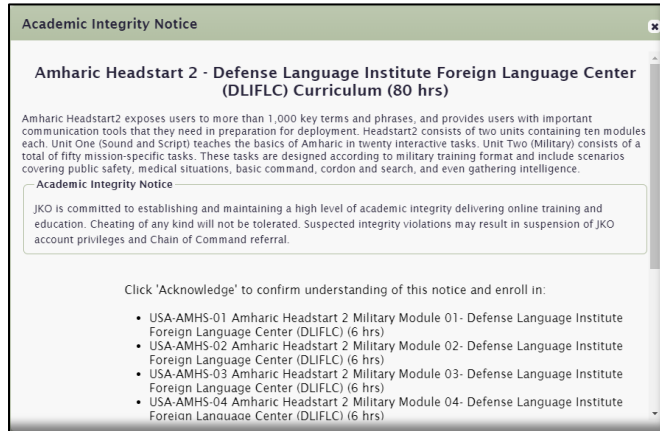 Academic Integrity Notice
Amharic Headstart 2 - Defense Language Institute Foreign Language Center
(DLIFLC) Curriculum (80 hrs)
Amharic Headstart2 exposes users to more than 1,000 key terms and phrases, and provides users with important
communication tools that they need in preparation for deployment. Headstart2 consists of two units containing ten modules
each. Unit One (Sound and Script) teaches the basics of Amharic in twenty interactive tasks. Unit Two (Military) consists of a
total of fifty mission-specific tasks. These tasks are designed according to military training format and include scenarios
covering public safety, medical situations, basic command, cordon and search, and even gathering intelligence.
Academic Integrity Notice
JKO is committed to establishing and maintaining a high level of academic integrity delivering online training and
education. Cheating of any kind will not be tolerated. Suspected integrity violations may result in suspension of JKO
account privileges and Chain of Command referral.
Click 'Acknowledge' to confirm understanding of this notice and enroll in:
• USA-AMHS-01 Amharic Headstart 2 Military Module 01- Defense Language Institute
Foreign Language Center (DLIFLC) (6 hrs)
• USA-AMHS-02 Amharic Headstart 2 Military Module 02- Defense Language Institute
Foreign Language Center (DLIFLC) (6 hrs)
• USA-AMHS-03 Amharic Headstart 2 Military Module 03- Defense Language Institute
Foreign Language Center (DLIFLC) (6 hrs)
• USA-AMHS-04 Amharic Headstart 2 Military Module 04- Defense Language Institute
Foreign Language Center (DLIFLC) (6 hrs)